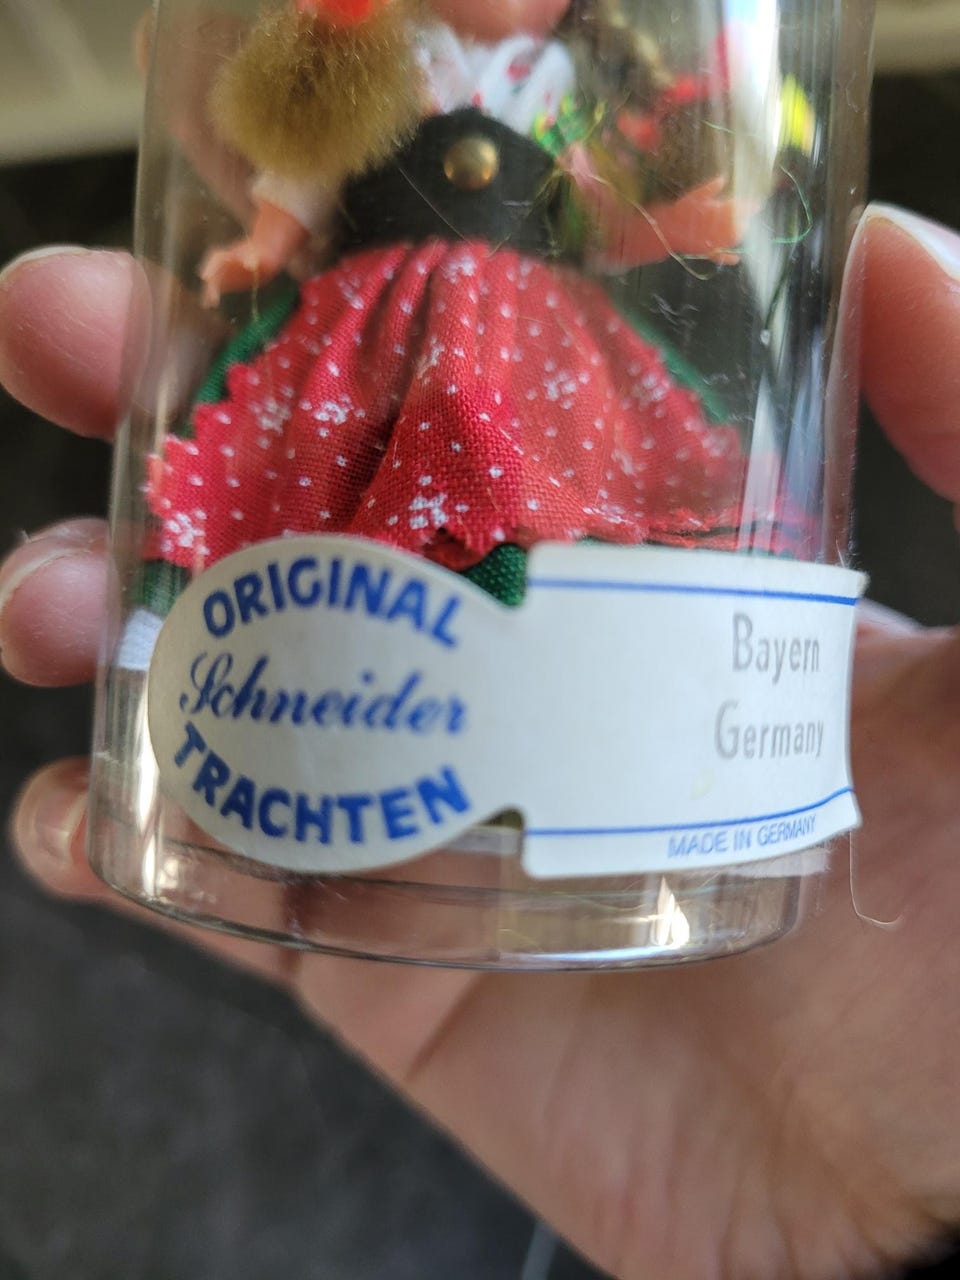 ORIGINAL
Schneider
TRACHTEN
Bayern
Germany
MADE IN GERMANY